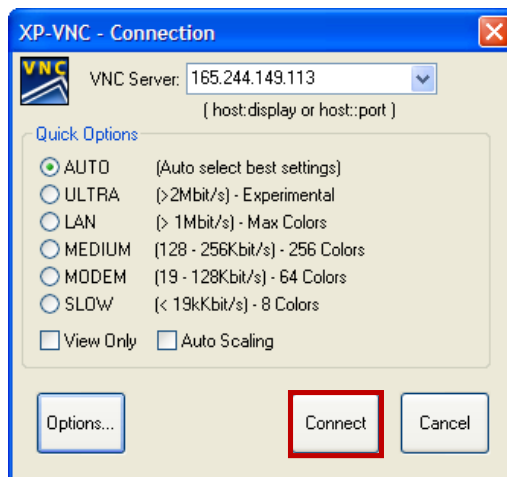 XP-VNC - Connection
VNC
VNC Server: 165.244.149.113
( host:display or host::port )
Quick Options
AUTO (Auto select best settings)
ULTRA (>2Mbit/s) - Experimental
LAN (> 1Mbit/s) - Max Colors
MEDIUM (128 - 256Kbit/s) - 256 Colors
MODEM (19 - 128Kbit/s) - 64 Colors
SLOW (< 19kKbit/s) - 8 Colors
View Only Auto Scaling
Options... Connect Cancel